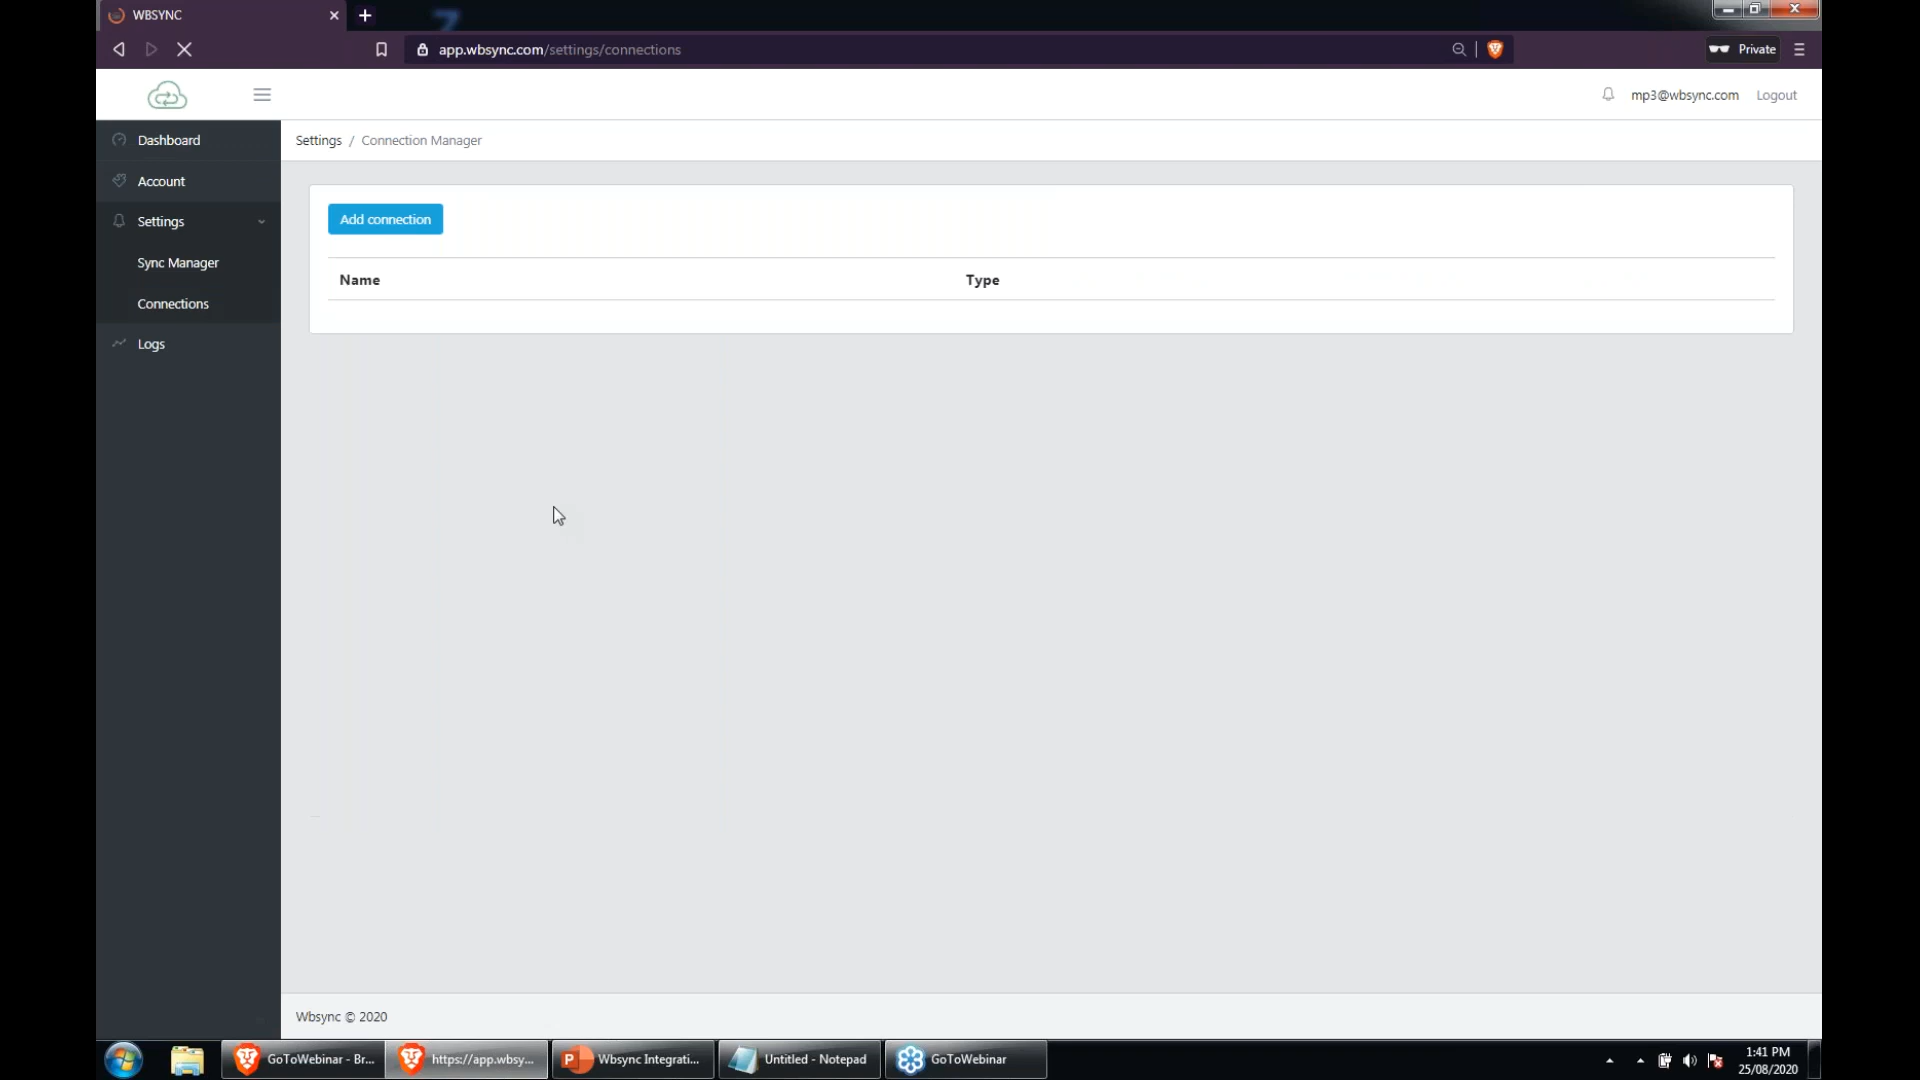 WBSYNC
app.wbsync.com/settings/connections
Private
mp3@wbsync.com Logout
Dashboard
Account
Settings
Sync Manager
Connections
Logs
Settings / Connection Manager
Add connection
Name Type
Wbsync © 2020
GoToWebinar - Br...
https://app.wbsy...
Wbsync Integrati...
Untitled - Notepad
GoToWebinar
1:41 PM
25/08/2020